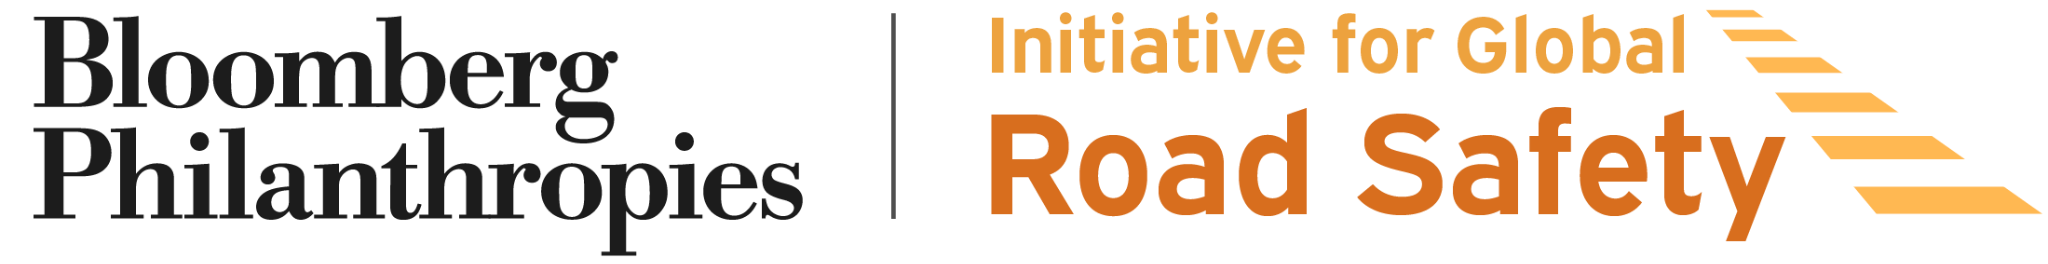 Bloomberg
Philanthropies
Initiative for Global
Road Safety